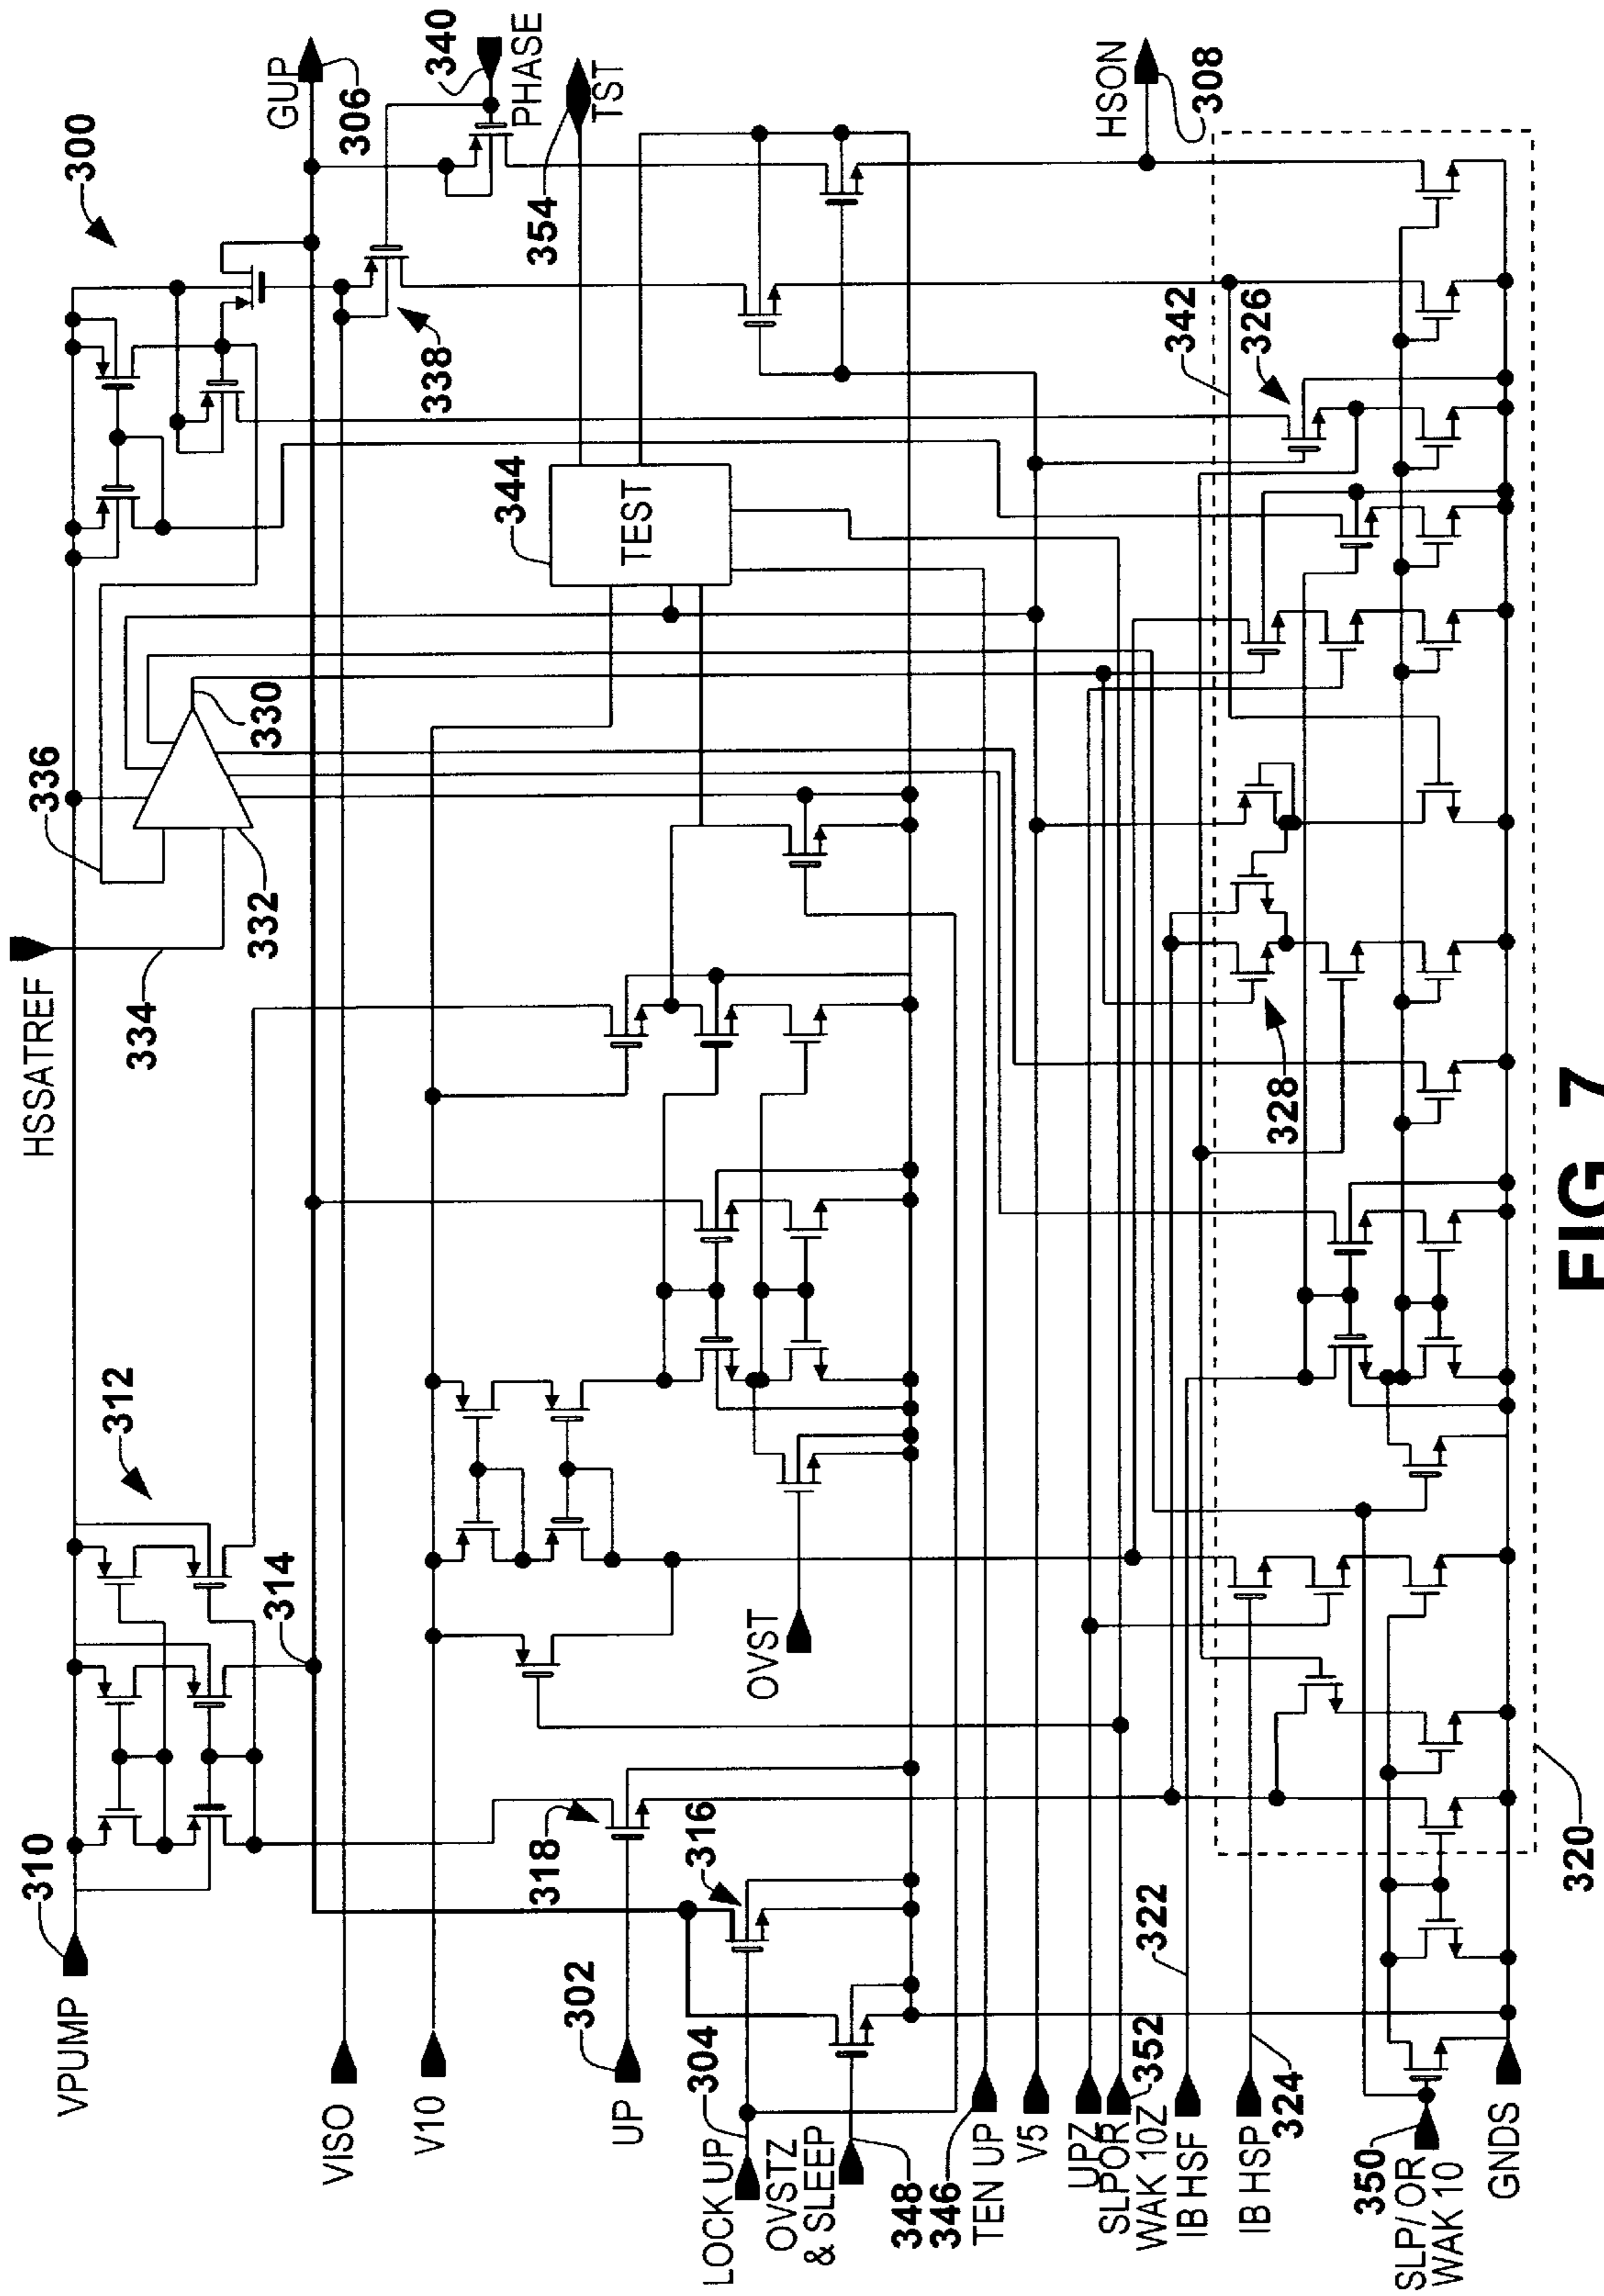 300
GUP
306
340
PHASE
TST
354
HSON
308
336
HSSATREF
334
332
330
338
344
TEST
342
326
328
312
314
310
VPUMP
VISO
V10
302
UP
318
316
304
LOCK UP
OVSTZ
& SLEEP
348
346
TEN UP
V5
UPZ
SLPOR
WAK 10Z
352
IB HSF
322
IB HSP
324
350
SLP/OR
WAK 10
GNDS
OVST
320
FIG 7